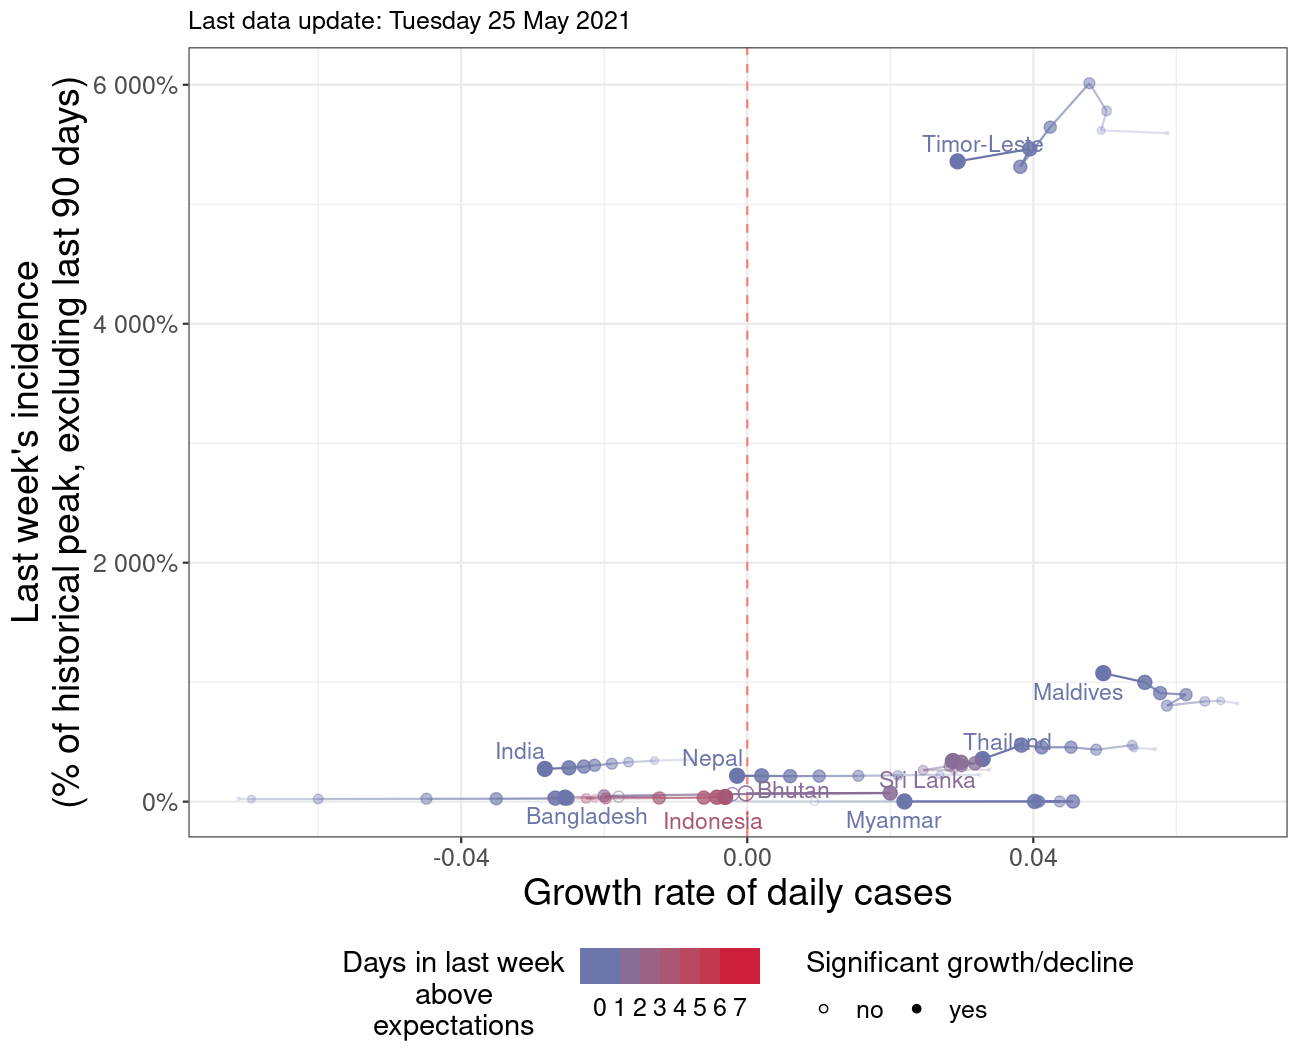 Last data update: Tuesday 25 May 2021
Last week's incidence
(% of historical peak, excluding last 90 days)
6 000%
4 000%
2 000%
0%
Timor-Leste
Maldives
Thailand
India
Nepal
Sri Lanka
Bhutan
Bangladesh
Indonesia
Myanmar
-0.04
0.00
0.04
Growth rate of daily cases
Days in last week
above
expectations
0 1 2 3 4 5 6 7
Significant growth/decline
no
yes